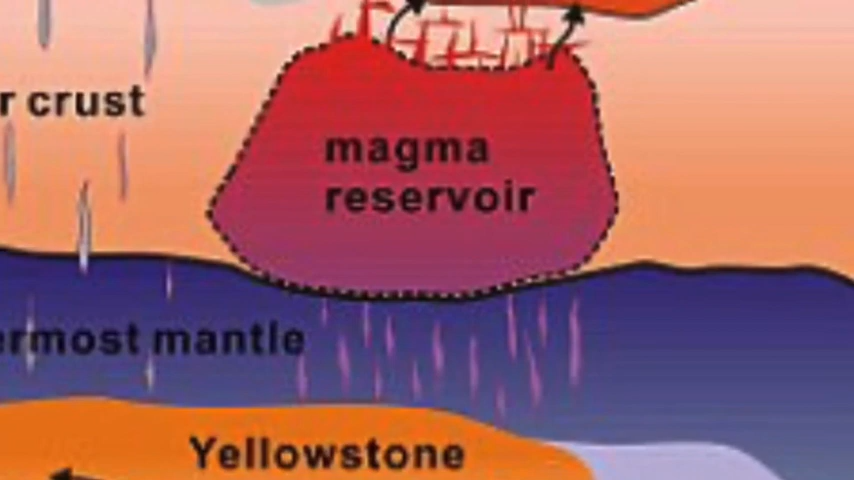 r crust
magma
reservoir
ermost mantle
Yellowstone